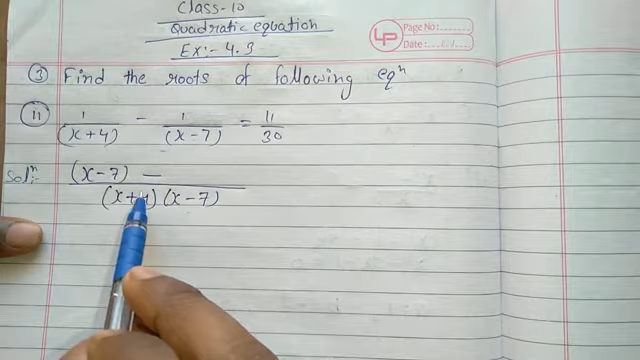 Class-10
Quadratic equation
Ex:- 4.3
LP
Page No:
Date:
③ Find the roots of following eqⁿ
(ii) 1/(x+4) - 1/(x-7) = 11/30
Solⁿ:- (x-7) - / (x+4)(x-7)